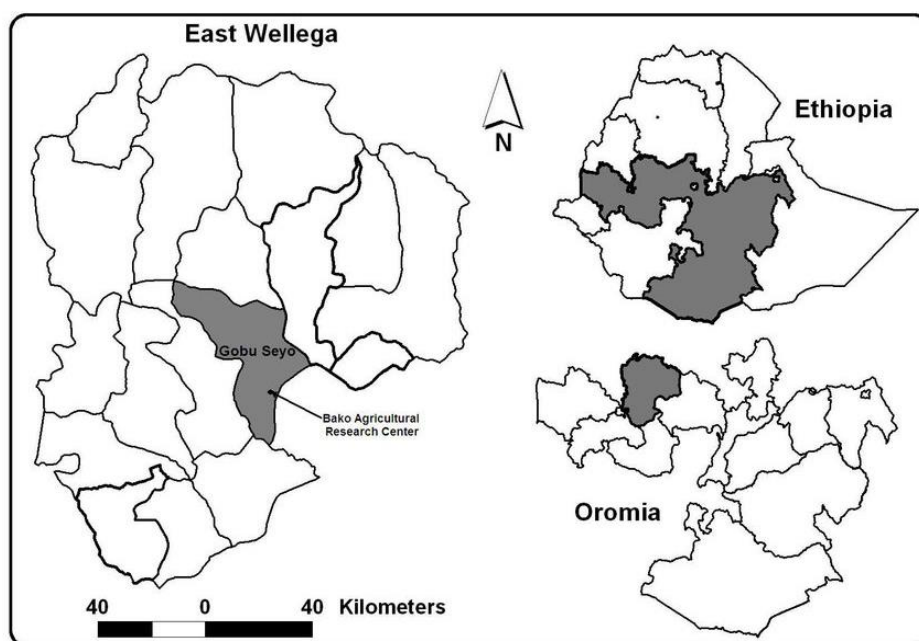 East Wellega
N
Ethiopia
Gobu Seyo
Bako Agricultural
Research Center
Oromia
40 0 40 Kilometers